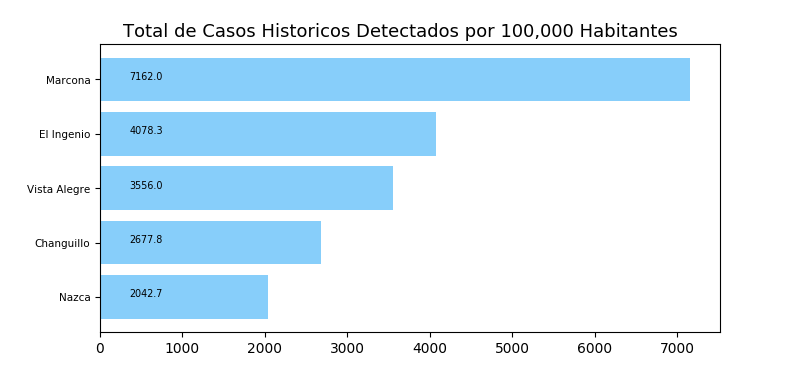 Total de Casos Historicos Detectados por 100,000 Habitantes
Marcona 7162.0
El Ingenio 4078.3
Vista Alegre 3556.0
Changuillo 2677.8
Nazca 2042.7
0 1000 2000 3000 4000 5000 6000 7000